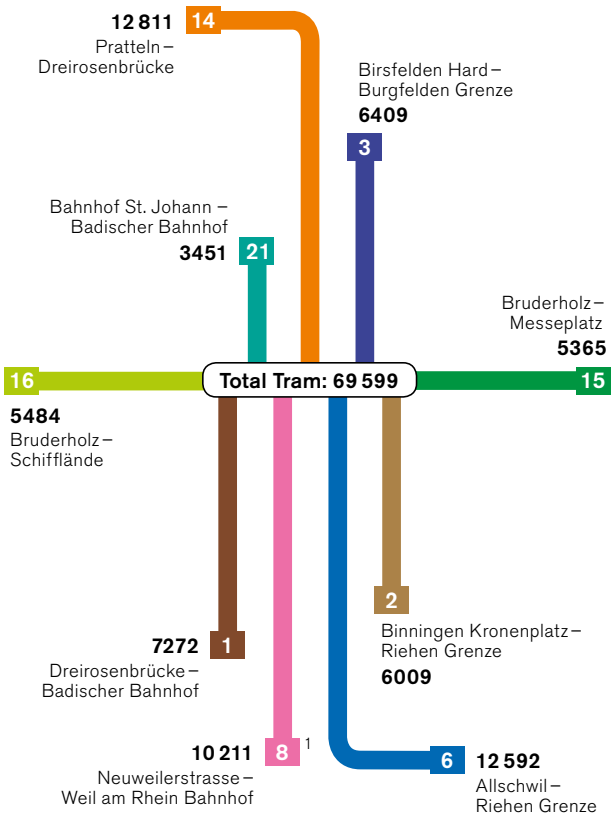 12 811 14
Pratteln –
Dreirosenbrücke
Birsfelden Hard –
Burgfelden Grenze
6409
3
Bahnhof St. Johann –
Badischer Bahnhof
3451 21
Bruderholz –
Messeplatz
5365
16
Total Tram: 69 599
15
5484
Bruderholz –
Schifflände
2
Binningen Kronenplatz –
Riehen Grenze
6009
7272 1
Dreirosenbrücke –
Badischer Bahnhof
10 211 8 1
Neuweilerstrasse –
Weil am Rhein Bahnhof
6 12 592
Allschwil –
Riehen Grenze